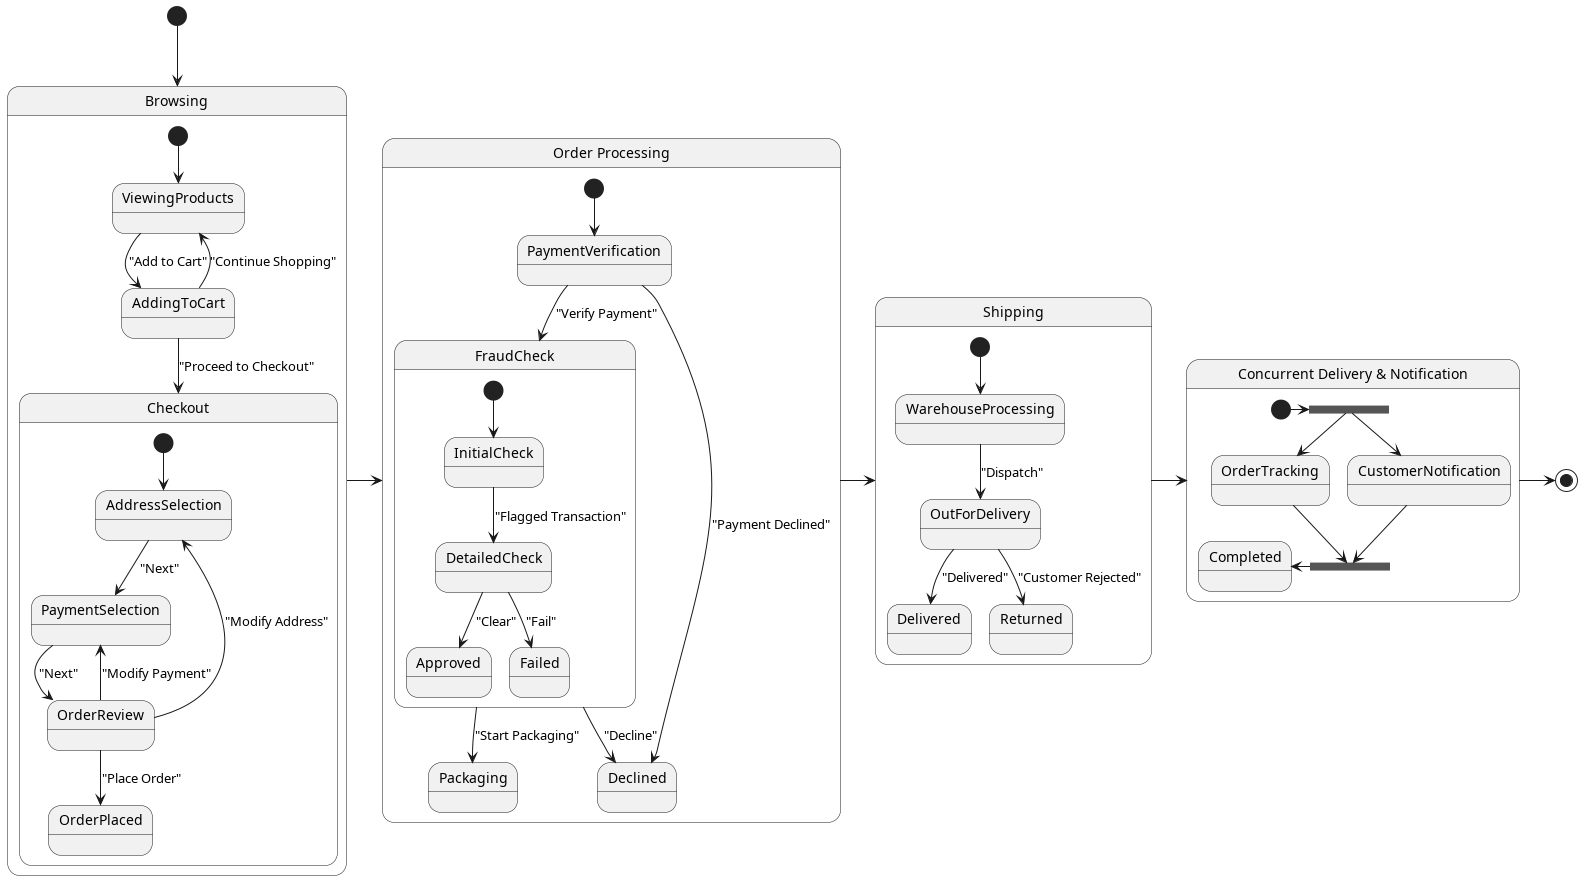 Browsing
ViewingProducts
"Add to Cart"
"Continue Shopping"
AddingToCart
"Proceed to Checkout"
Checkout
AddressSelection
"Next"
PaymentSelection
"Modify Address"
"Next"
"Modify Payment"
OrderReview
"Place Order"
OrderPlaced
Order Processing
PaymentVerification
"Verify Payment"
FraudCheck
InitialCheck
"Flagged Transaction"
"Payment Declined"
DetailedCheck
"Clear"
"Fail"
Approved
Failed
"Start Packaging"
"Decline"
Packaging
Declined
Shipping
WarehouseProcessing
"Dispatch"
OutForDelivery
"Delivered"
"Customer Rejected"
Delivered
Returned
Concurrent Delivery & Notification
OrderTracking
CustomerNotification
Completed